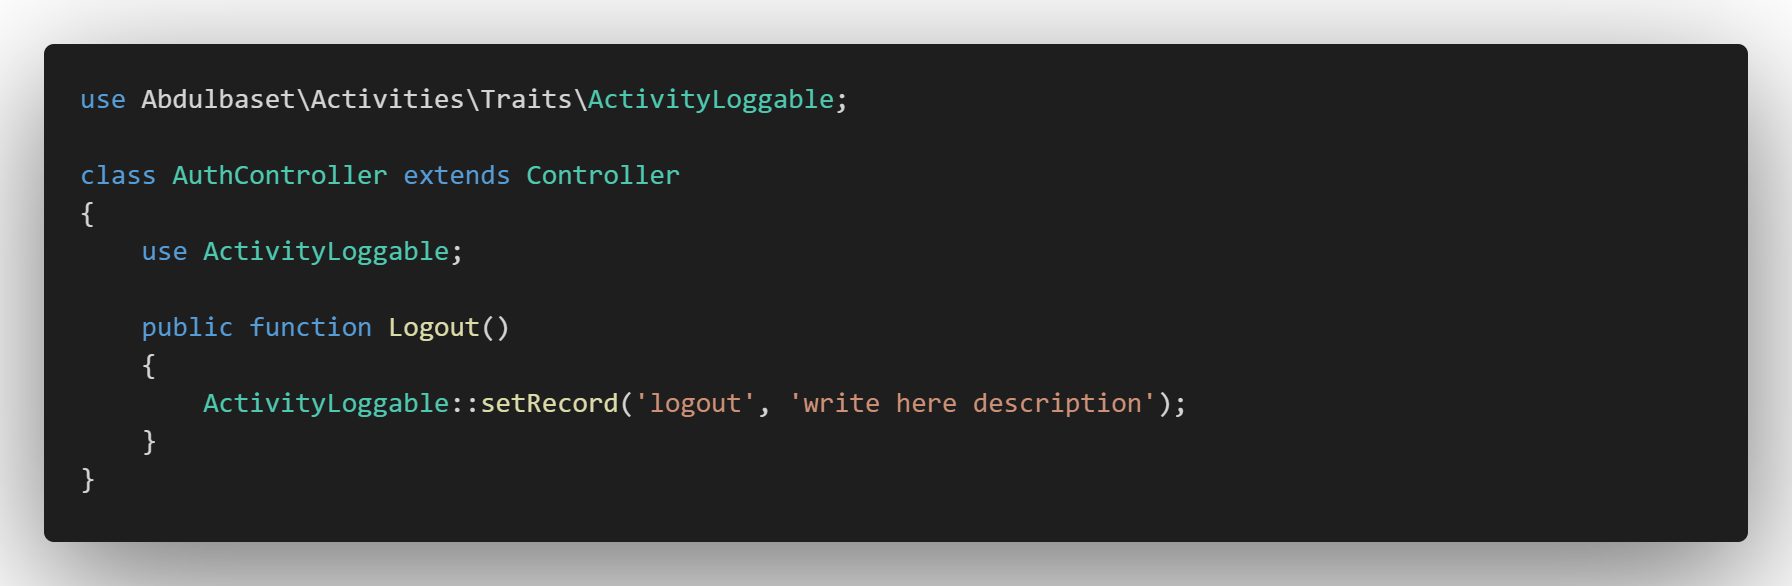 use Abdulbaset\Activities\Traits\ActivityLoggable;
class AuthController extends Controller
{
use ActivityLoggable;
public function Logout()
{
ActivityLoggable::setRecord('logout', 'write here description');
}
}